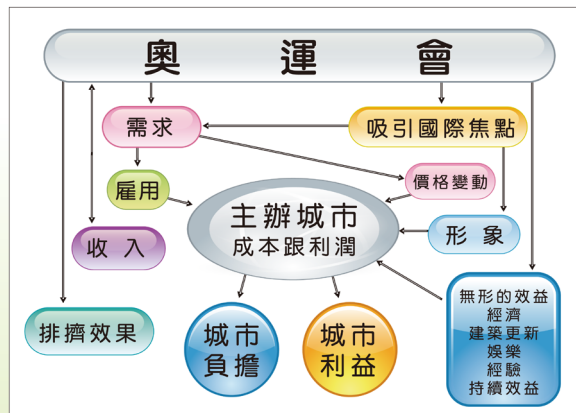 奧運會
需求
吸引國際焦點
雇用
價格變動
主辦城市
成本跟利潤
收入
形象
排擠效果
城市
負擔
城市
利益
無形的效益
經濟
建築更新
娛樂
經驗
持續效益